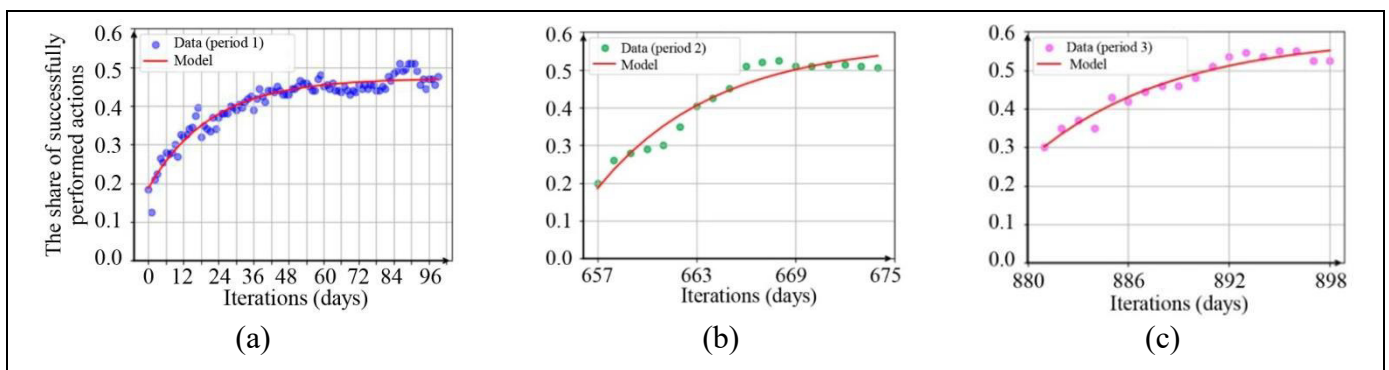 The share of successfully
performed actions
0.6
0.5
0.4
0.3
0.2
0.1
0.0
Data (period 1)
Model
0 12 24 36 48 60 72 84 96
Iterations (days)
(a)
0.6
0.5
0.4
0.3
0.2
0.1
0.0
Data (period 2)
Model
657 663 669 675
Iterations (days)
(b)
0.6
0.5
0.4
0.3
0.2
0.1
0.0
Data (period 3)
Model
880 886 892 898
Iterations (days)
(c)